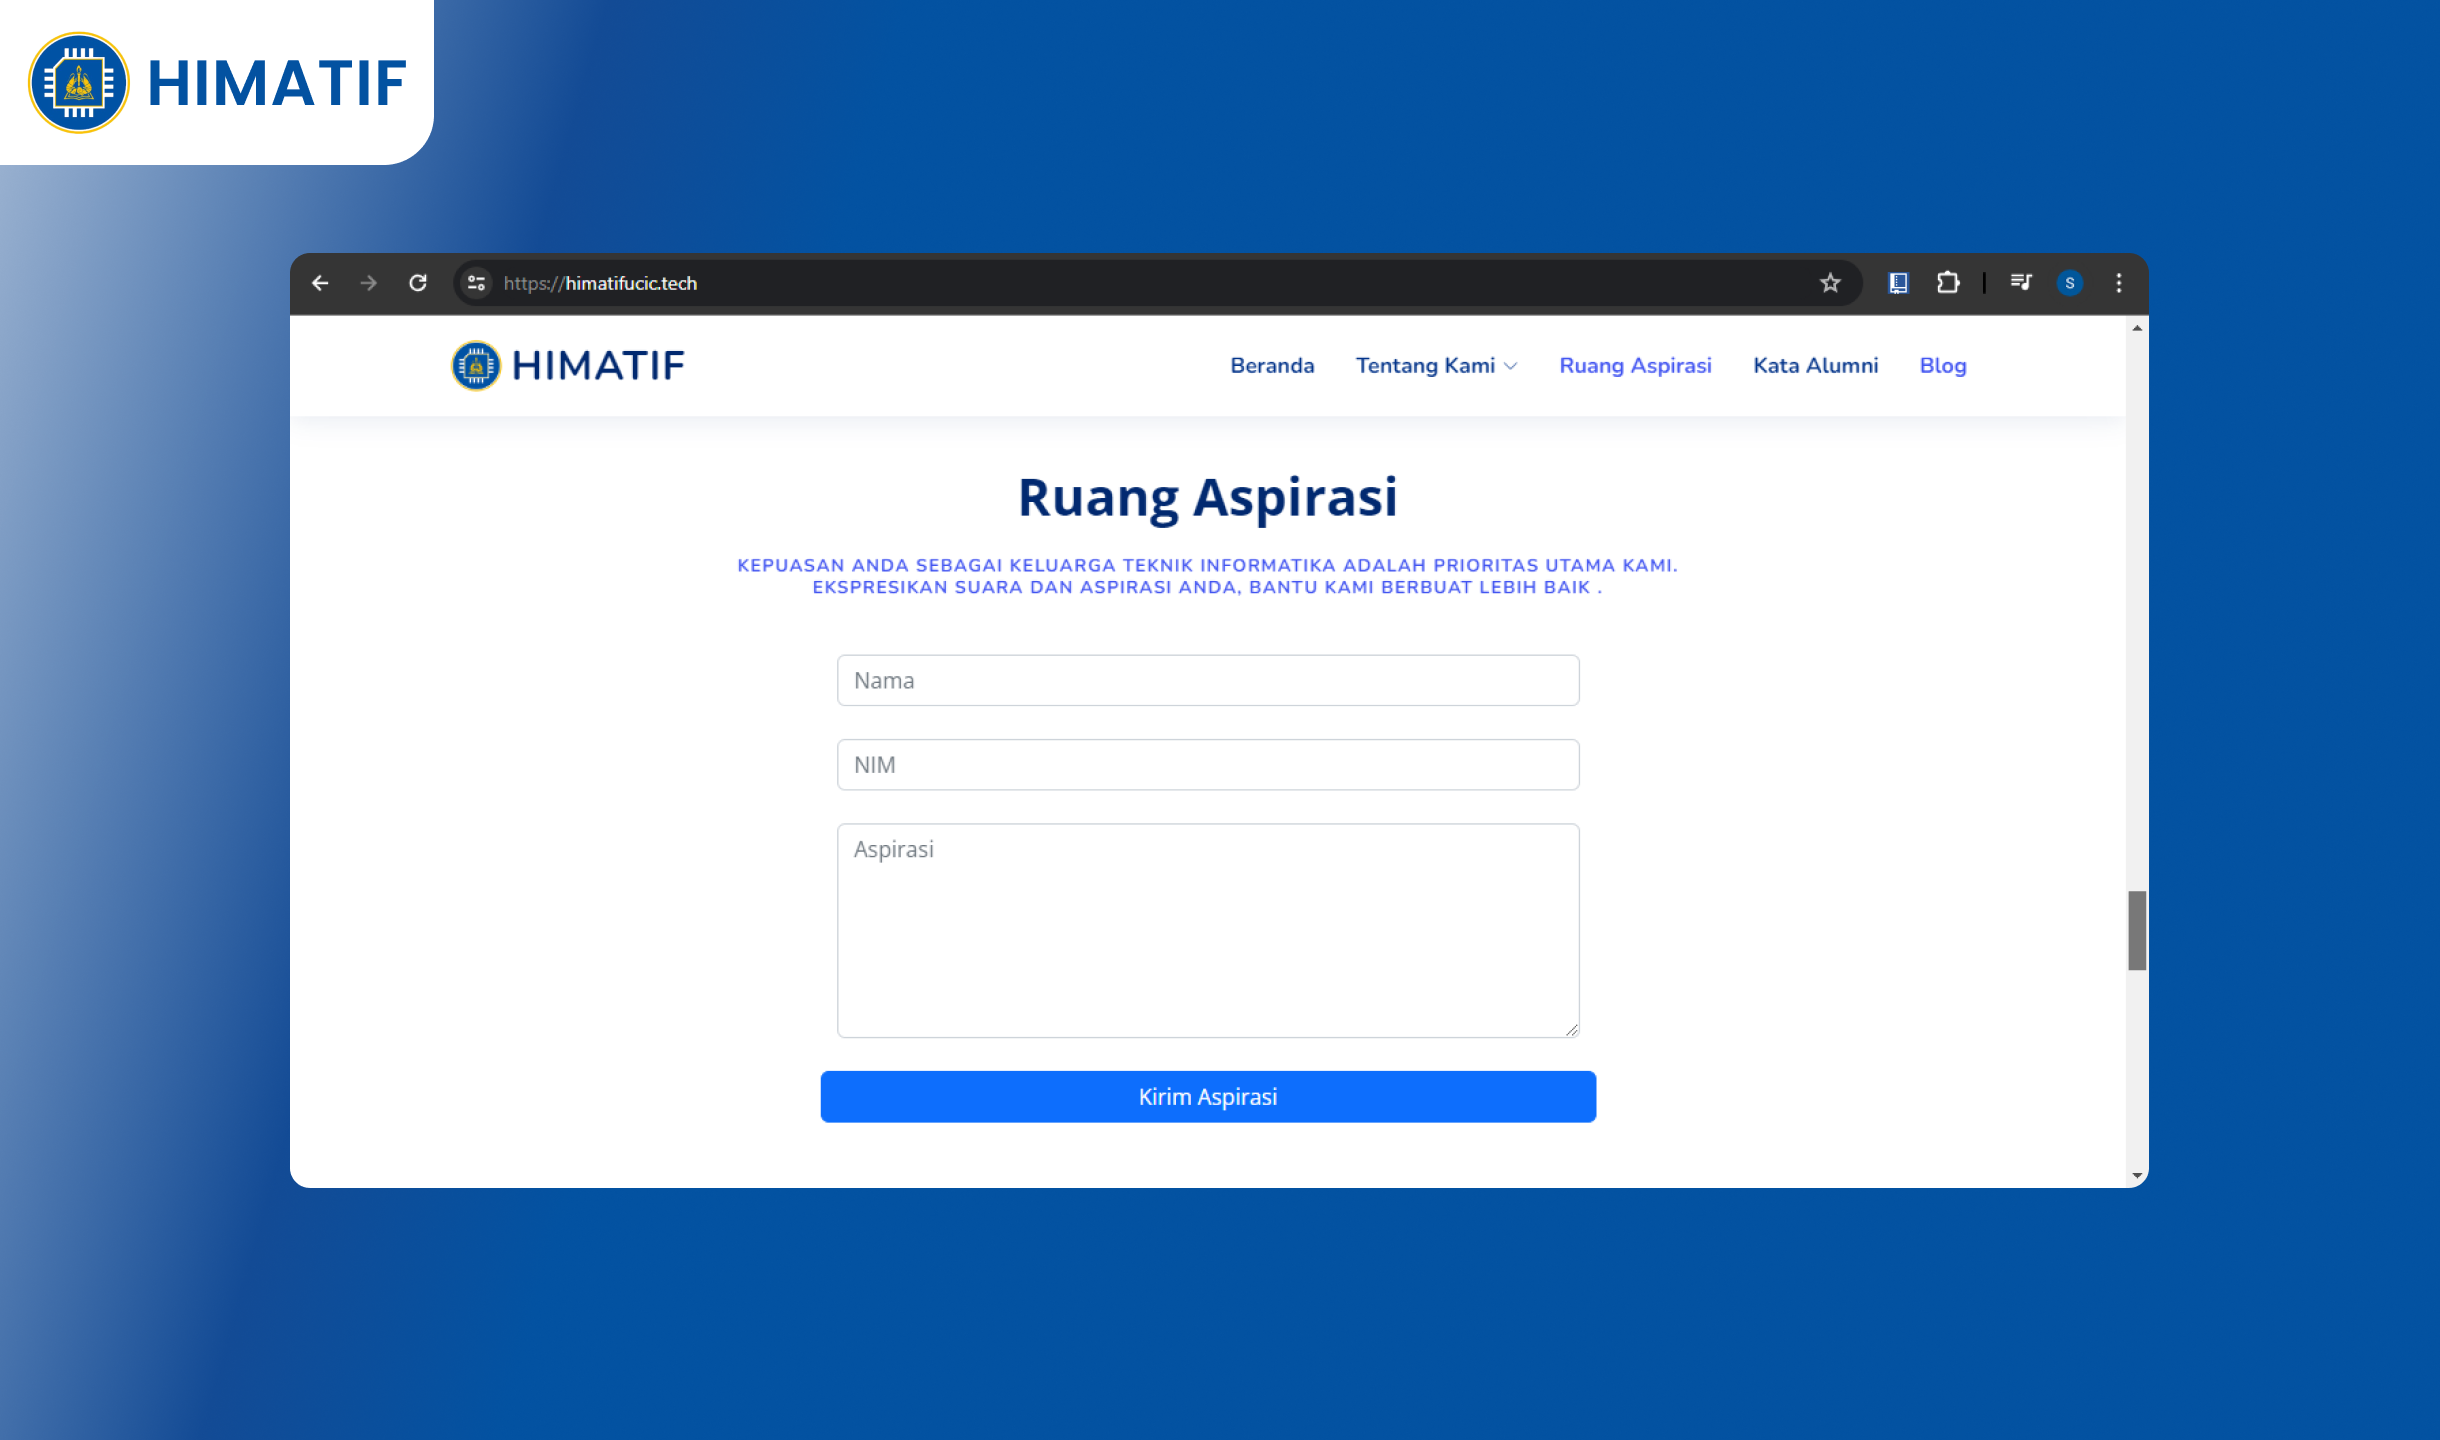 HIMATIF
https://himatifucic.tech
S
HIMATIF
Beranda Tentang Kami Ruang Aspirasi Kata Alumni Blog
Ruang Aspirasi
KEPUASAN ANDA SEBAGAI KELUARGA TEKNIK INFORMATIKA ADALAH PRIORITAS UTAMA KAMI.
EKSPRESIKAN SUARA DAN ASPIRASI ANDA, BANTU KAMI BERBUAT LEBIH BAIK .
Nama
NIM
Aspirasi
Kirim Aspirasi